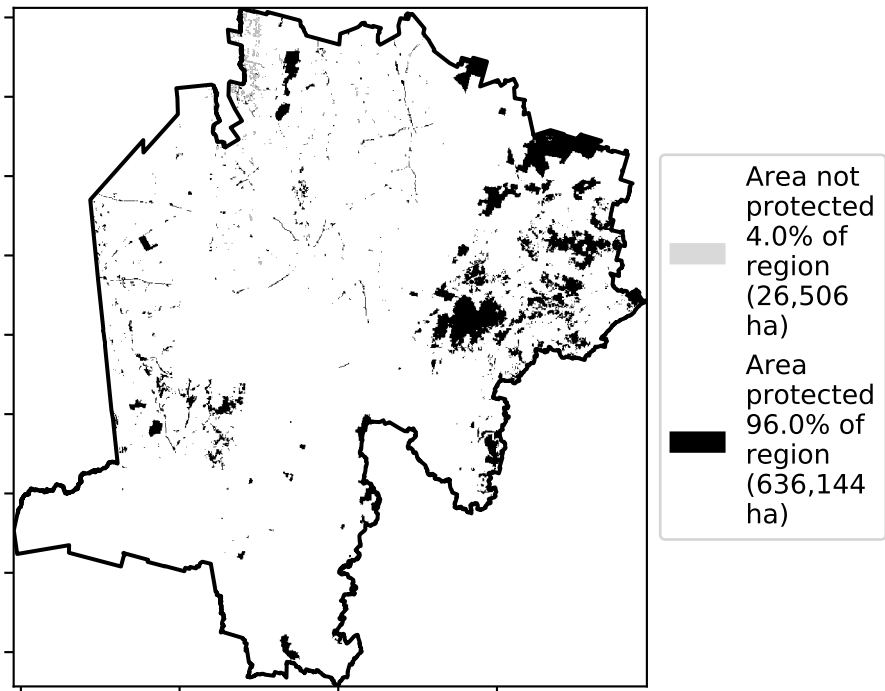 Area not
protected
4.0% of
region
(26,506
ha)
Area
protected
96.0% of
region
(636,144
ha)